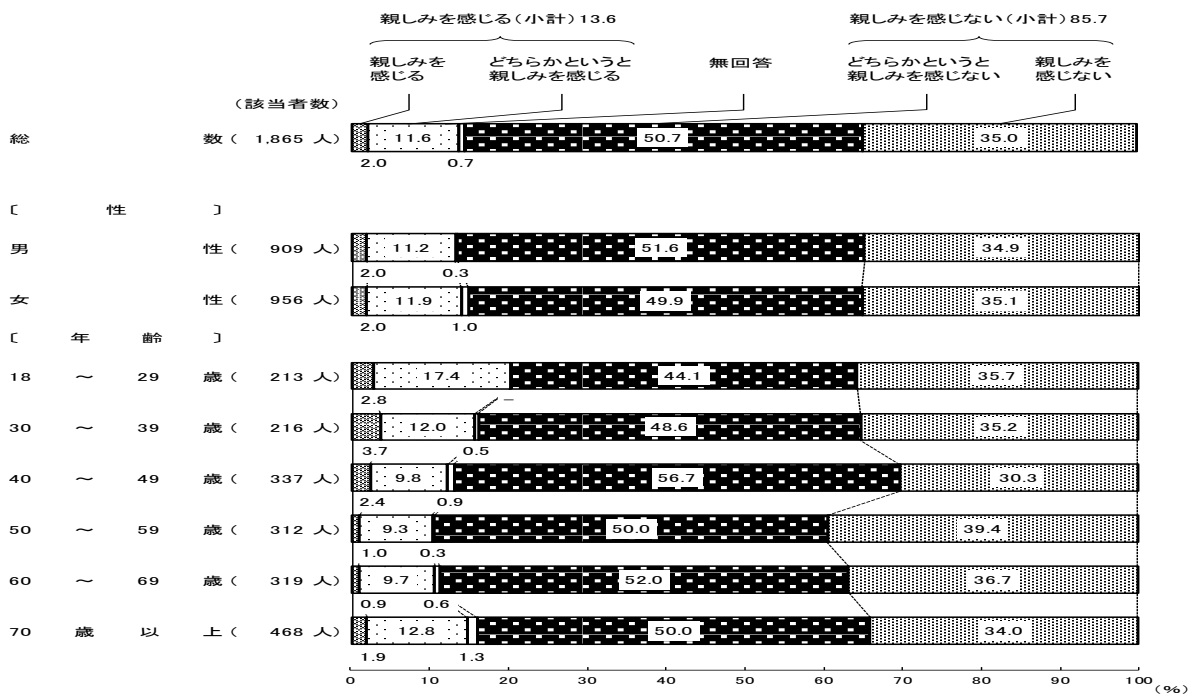 親しみを感じる(小計)13.6 親しみを感じない(小計)85.7
親しみを
感じる
どちらかというと
親しみを感じる
無回答
どちらかというと
親しみを感じない
親しみを
感じない
(該当者数)
総 数( 1,865 人) 11.6 50.7 35.0
2.0 0.7
〔 性 〕
男 性( 909 人) 11.2 51.6 34.9
2.0 0.3
女 性( 956 人) 11.9 49.9 35.1
2.0 1.0
〔 年 齢 〕
18 ~ 29 歳( 213 人) 17.4 44.1 35.7
2.8 -
30 ~ 39 歳( 216 人) 12.0 48.6 35.2
3.7 0.5
40 ~ 49 歳( 337 人) 9.8 56.7 30.3
2.4 0.9
50 ~ 59 歳( 312 人) 9.3 50.0 39.4
1.0 0.3
60 ~ 69 歳( 319 人) 9.7 52.0 36.7
0.9 0.6
70 歳 以 上( 468 人) 12.8 50.0 34.0
1.9 1.3
0 10 20 30 40 50 60 70 80 90 100
(%)